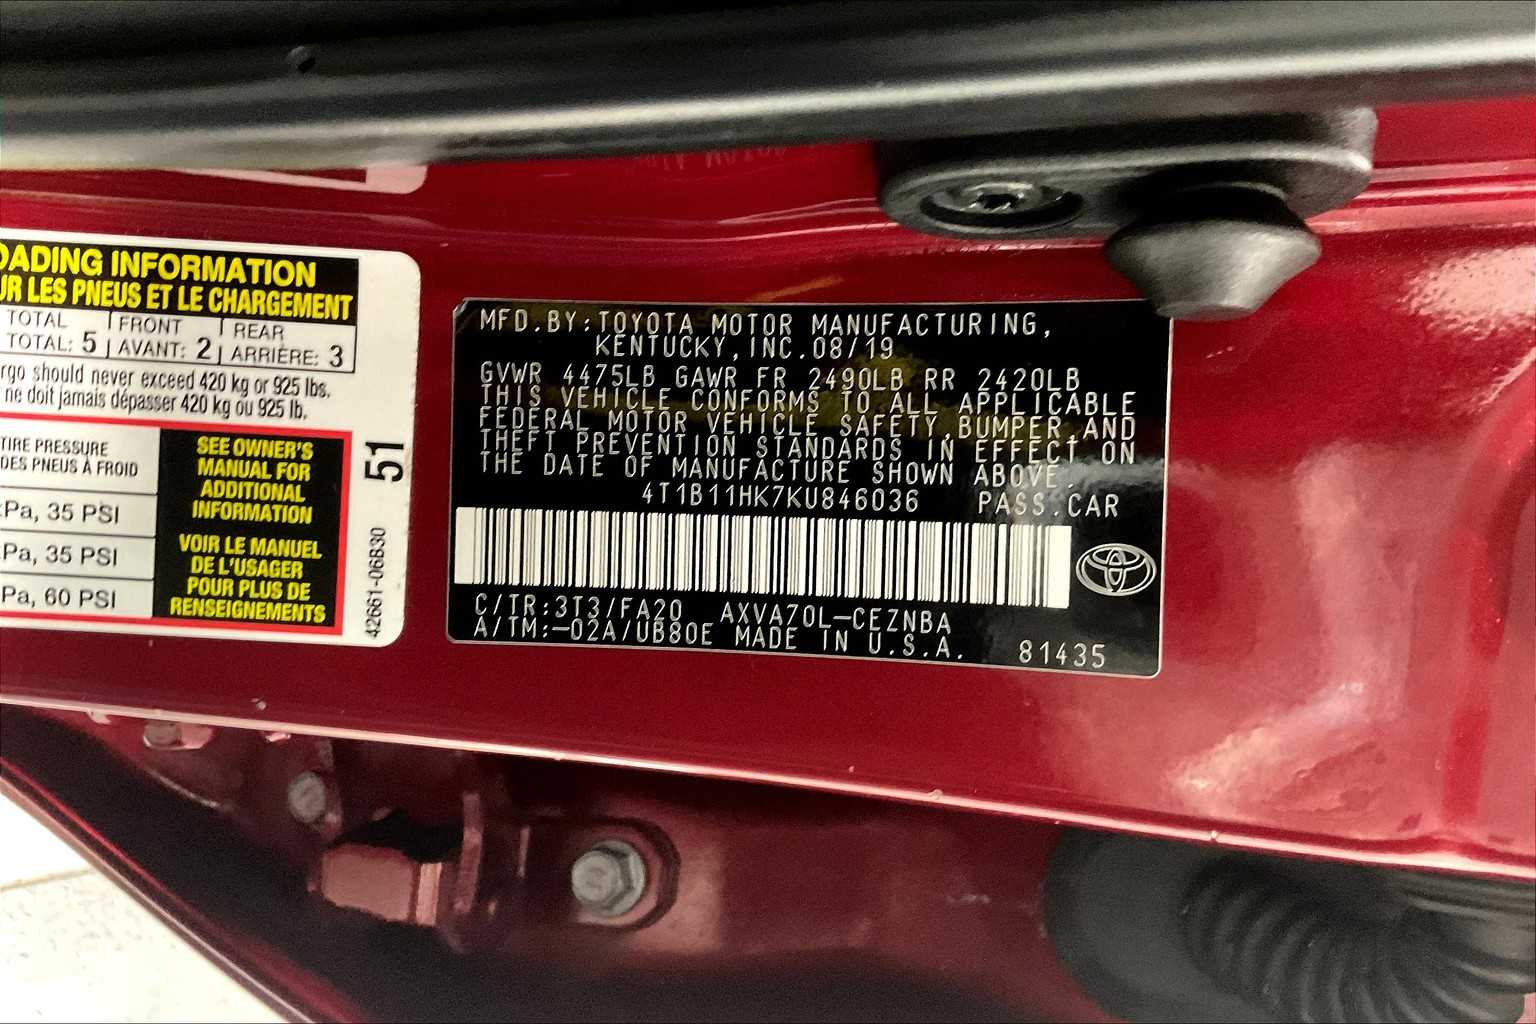 OADING INFORMATION
UR LES PNEUS ET LE CHARGEMENT
TOTAL FRONT REAR
TOTAL: 5 AVANT: 2 ARRIÈRE: 3
rgo should never exceed 420 kg or 925 lbs.
ne doit jamais dépasser 420 kg ou 925 lb.
TIRE PRESSURE
DES PNEUS À FROID
kPa, 35 PSI
Pa, 35 PSI
Pa, 60 PSI
SEE OWNER'S
MANUAL FOR
ADDITIONAL
INFORMATION
VOIR LE MANUEL
DE L'USAGER
POUR PLUS DE
RENSEIGNEMENTS
51
42661-06B30
MFD.BY:TOYOTA MOTOR MANUFACTURING,
KENTUCKY,INC.08/19
GVWR 4475LB GAWR FR 2490LB RR 2420LB
THIS VEHICLE CONFORMS TO ALL APPLICABLE
FEDERAL MOTOR VEHICLE SAFETY,BUMPER,AND
THEFT PREVENTION STANDARDS IN EFFECT ON
THE DATE OF MANUFACTURE SHOWN ABOVE.
4T1B11HK7KU846036 PASS.CAR
C/TR:3T3/FA20 AXVA70L-CEZNBA
A/TM:-02A/UB80E MADE IN U.S.A. 81435